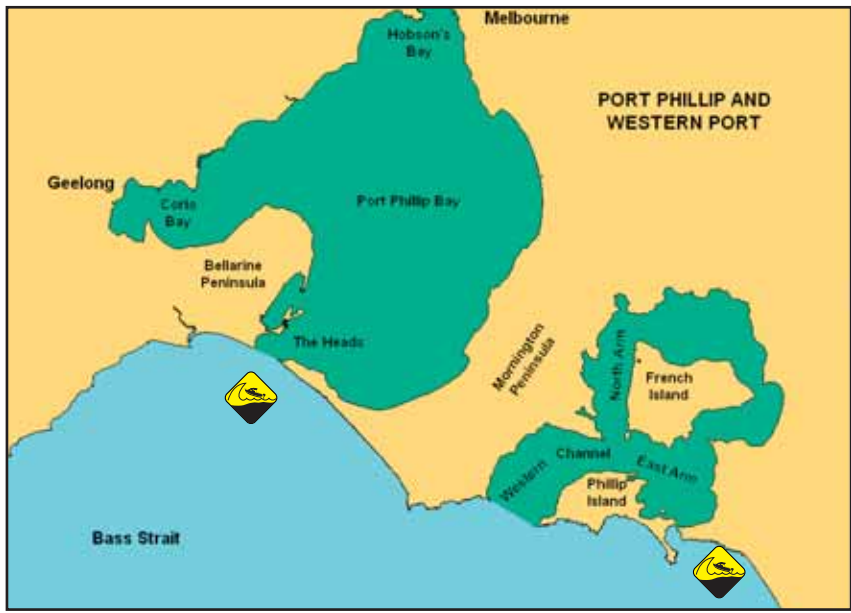 Melbourne
Hobson's
Bay
PORT PHILLIP AND
WESTERN PORT
Geelong
Corio
Bay
Port Phillip Bay
Bellarine
Peninsula
The Heads
Mornington
Peninsula
North Arm
French
Island
Western
Channel
East Arm
Phillip
Island
Bass Strait